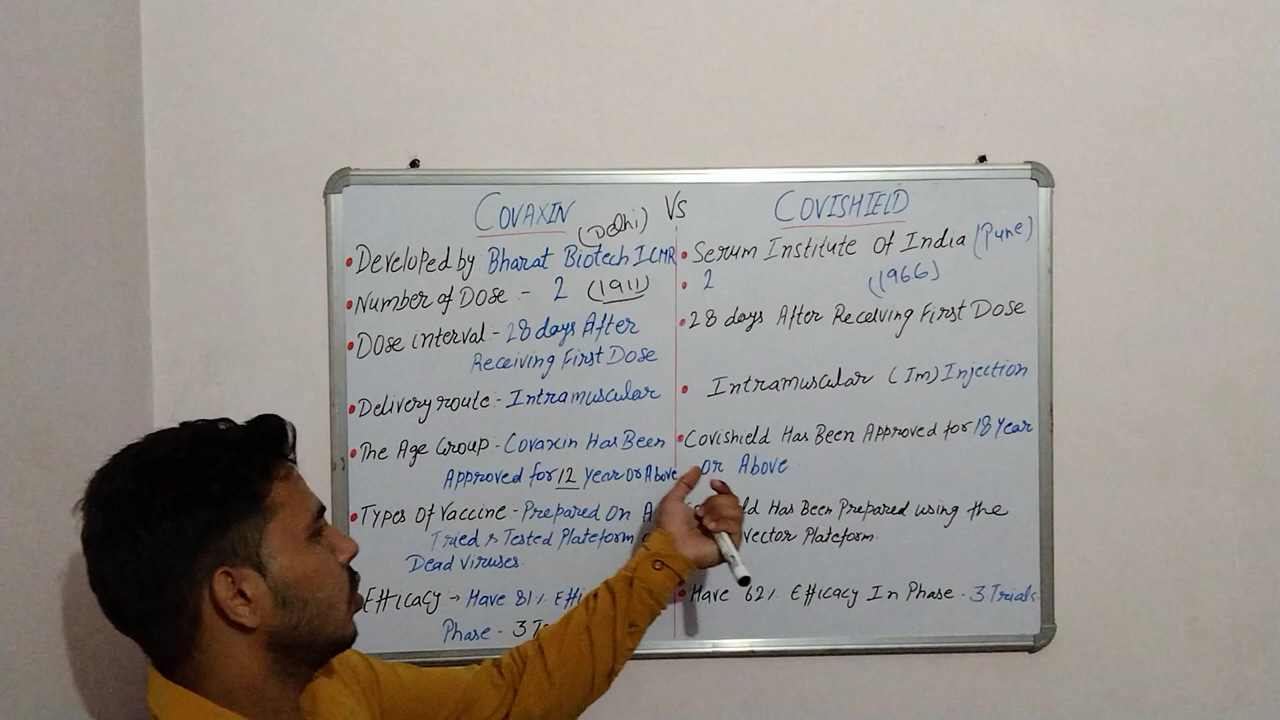 COVAXIN Vs COVISHIELD
(Delhi)
• Developed by Bharat Biotech ICMR
• Number of Dose - 2 (1911)
• Dose interval - 28 days After
Receiving First Dose
• Delivery route - Intramuscular
• The Age Group - Covaxin Has Been
Approved for 12 year or Above
• Types Of Vaccine - Prepared On A
Tried & Tested Plateform
Dead Viruses.
Efficacy → Have 81%
Phase - 3
• Serum Institute Of India (Pune)
• 2 (1966)
• 28 days After Receiving First Dose
• Intramuscular (Im) Injection
• Covishield Has Been Approved for 18 Year
or Above
Has Been Prepared using the
vector Plateform.
• Have 62% Efficacy In Phase - 3 Trials